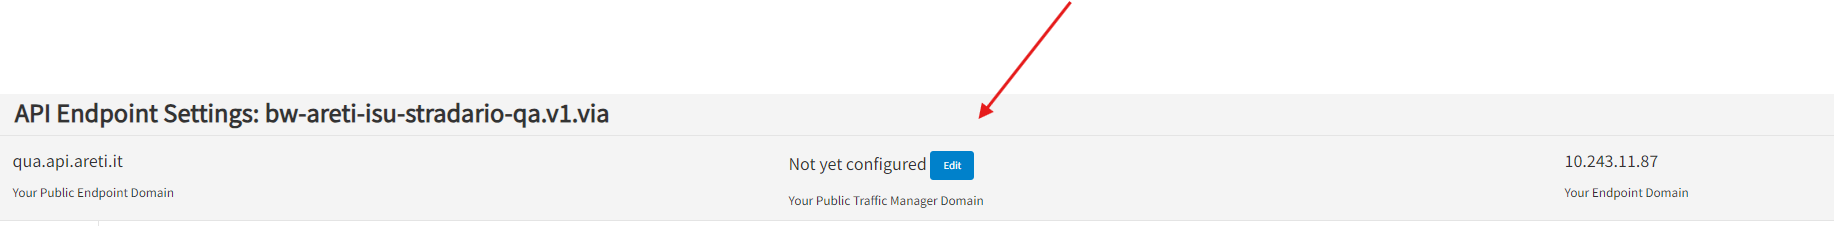 API Endpoint Settings: bw-areti-isu-stradario-qa.v1.via
qua.api.areti.it
Your Public Endpoint Domain
Not yet configured Edit
Your Public Traffic Manager Domain
10.243.11.87
Your Endpoint Domain